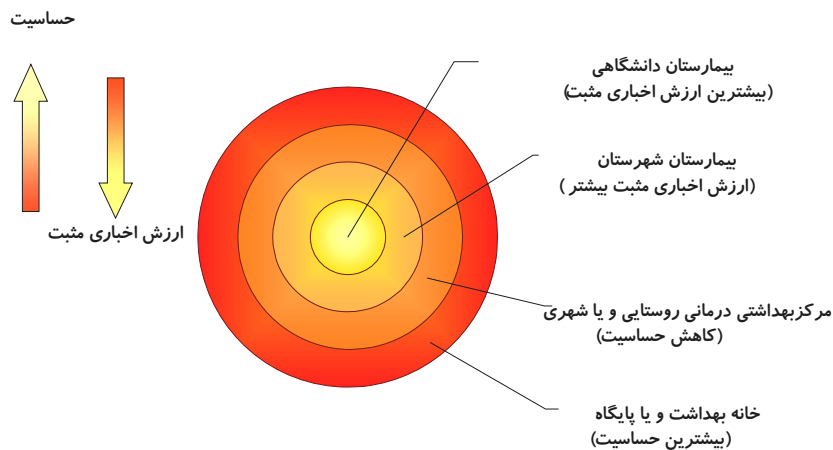 حساسیت
ارزش اخباری مثبت
بیمارستان دانشگاهی
(بیشترین ارزش اخباری مثبت)
بیمارستان شهرستان
(ارزش اخباری مثبت بیشتر )
مرکزبهداشتی درمانی روستایی و یا شهری
(کاهش حساسیت)
خانه بهداشت و یا پایگاه
(بیشترین حساسیت)